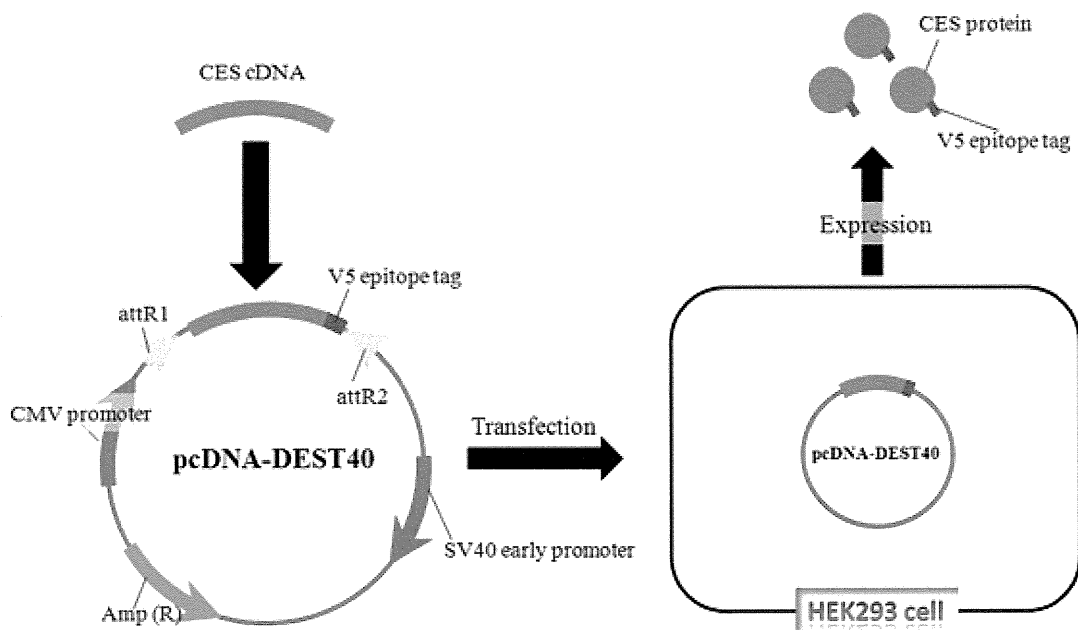 CES cDNA
V5 epitope tag
attR1
attR2
CMV promoter
pcDNA-DEST40
SV40 early promoter
Amp (R)
Transfection
CES protein
V5 epitope tag
Expression
pcDNA-DEST40
HEK293 cell